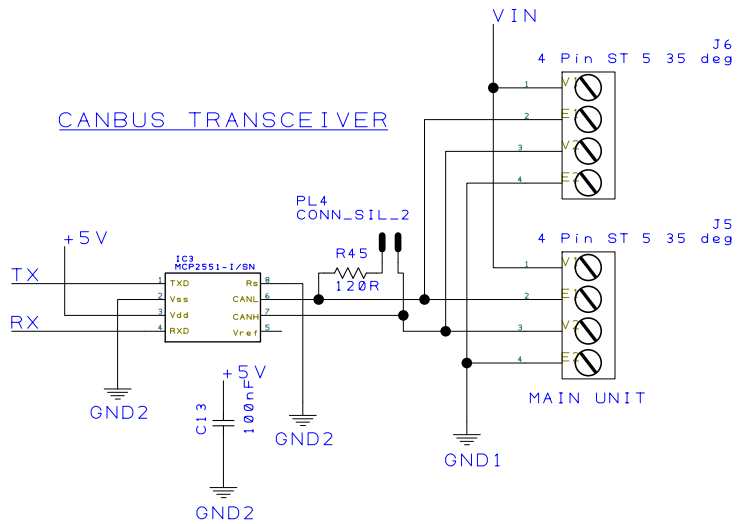 VIN
J6
4 Pin ST 5 35 deg
1 V1
2 E1
3 V2
4 E2
CANBUS TRANSCEIVER
PL4
CONN_SIL_2
J5
4 Pin ST 5 35 deg
1 V1
2 E1
3 V2
4 E2
MAIN UNIT
+5V
R45
120R
IC3
MCP2551-I/SN
TX
RX
1 TXD
2 Vss
3 Vdd
4 RXD
Rs 8
CANL 6
CANH 7
Vref 5
GND2
+5V
C13
100nF
GND2
GND2
GND1